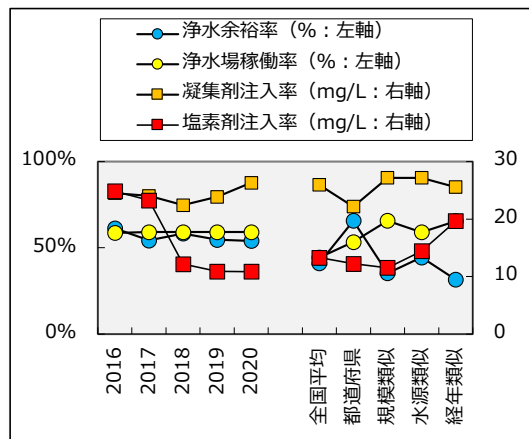 浄水余裕率（%：左軸）
浄水場稼働率（%：左軸）
凝集剤注入率（mg/L：右軸）
塩素剤注入率（mg/L：右軸）
100%
50%
0%
30
20
10
0
2016
2017
2018
2019
2020
全国平均
都道府県
規模類似
水源類似
経年類似